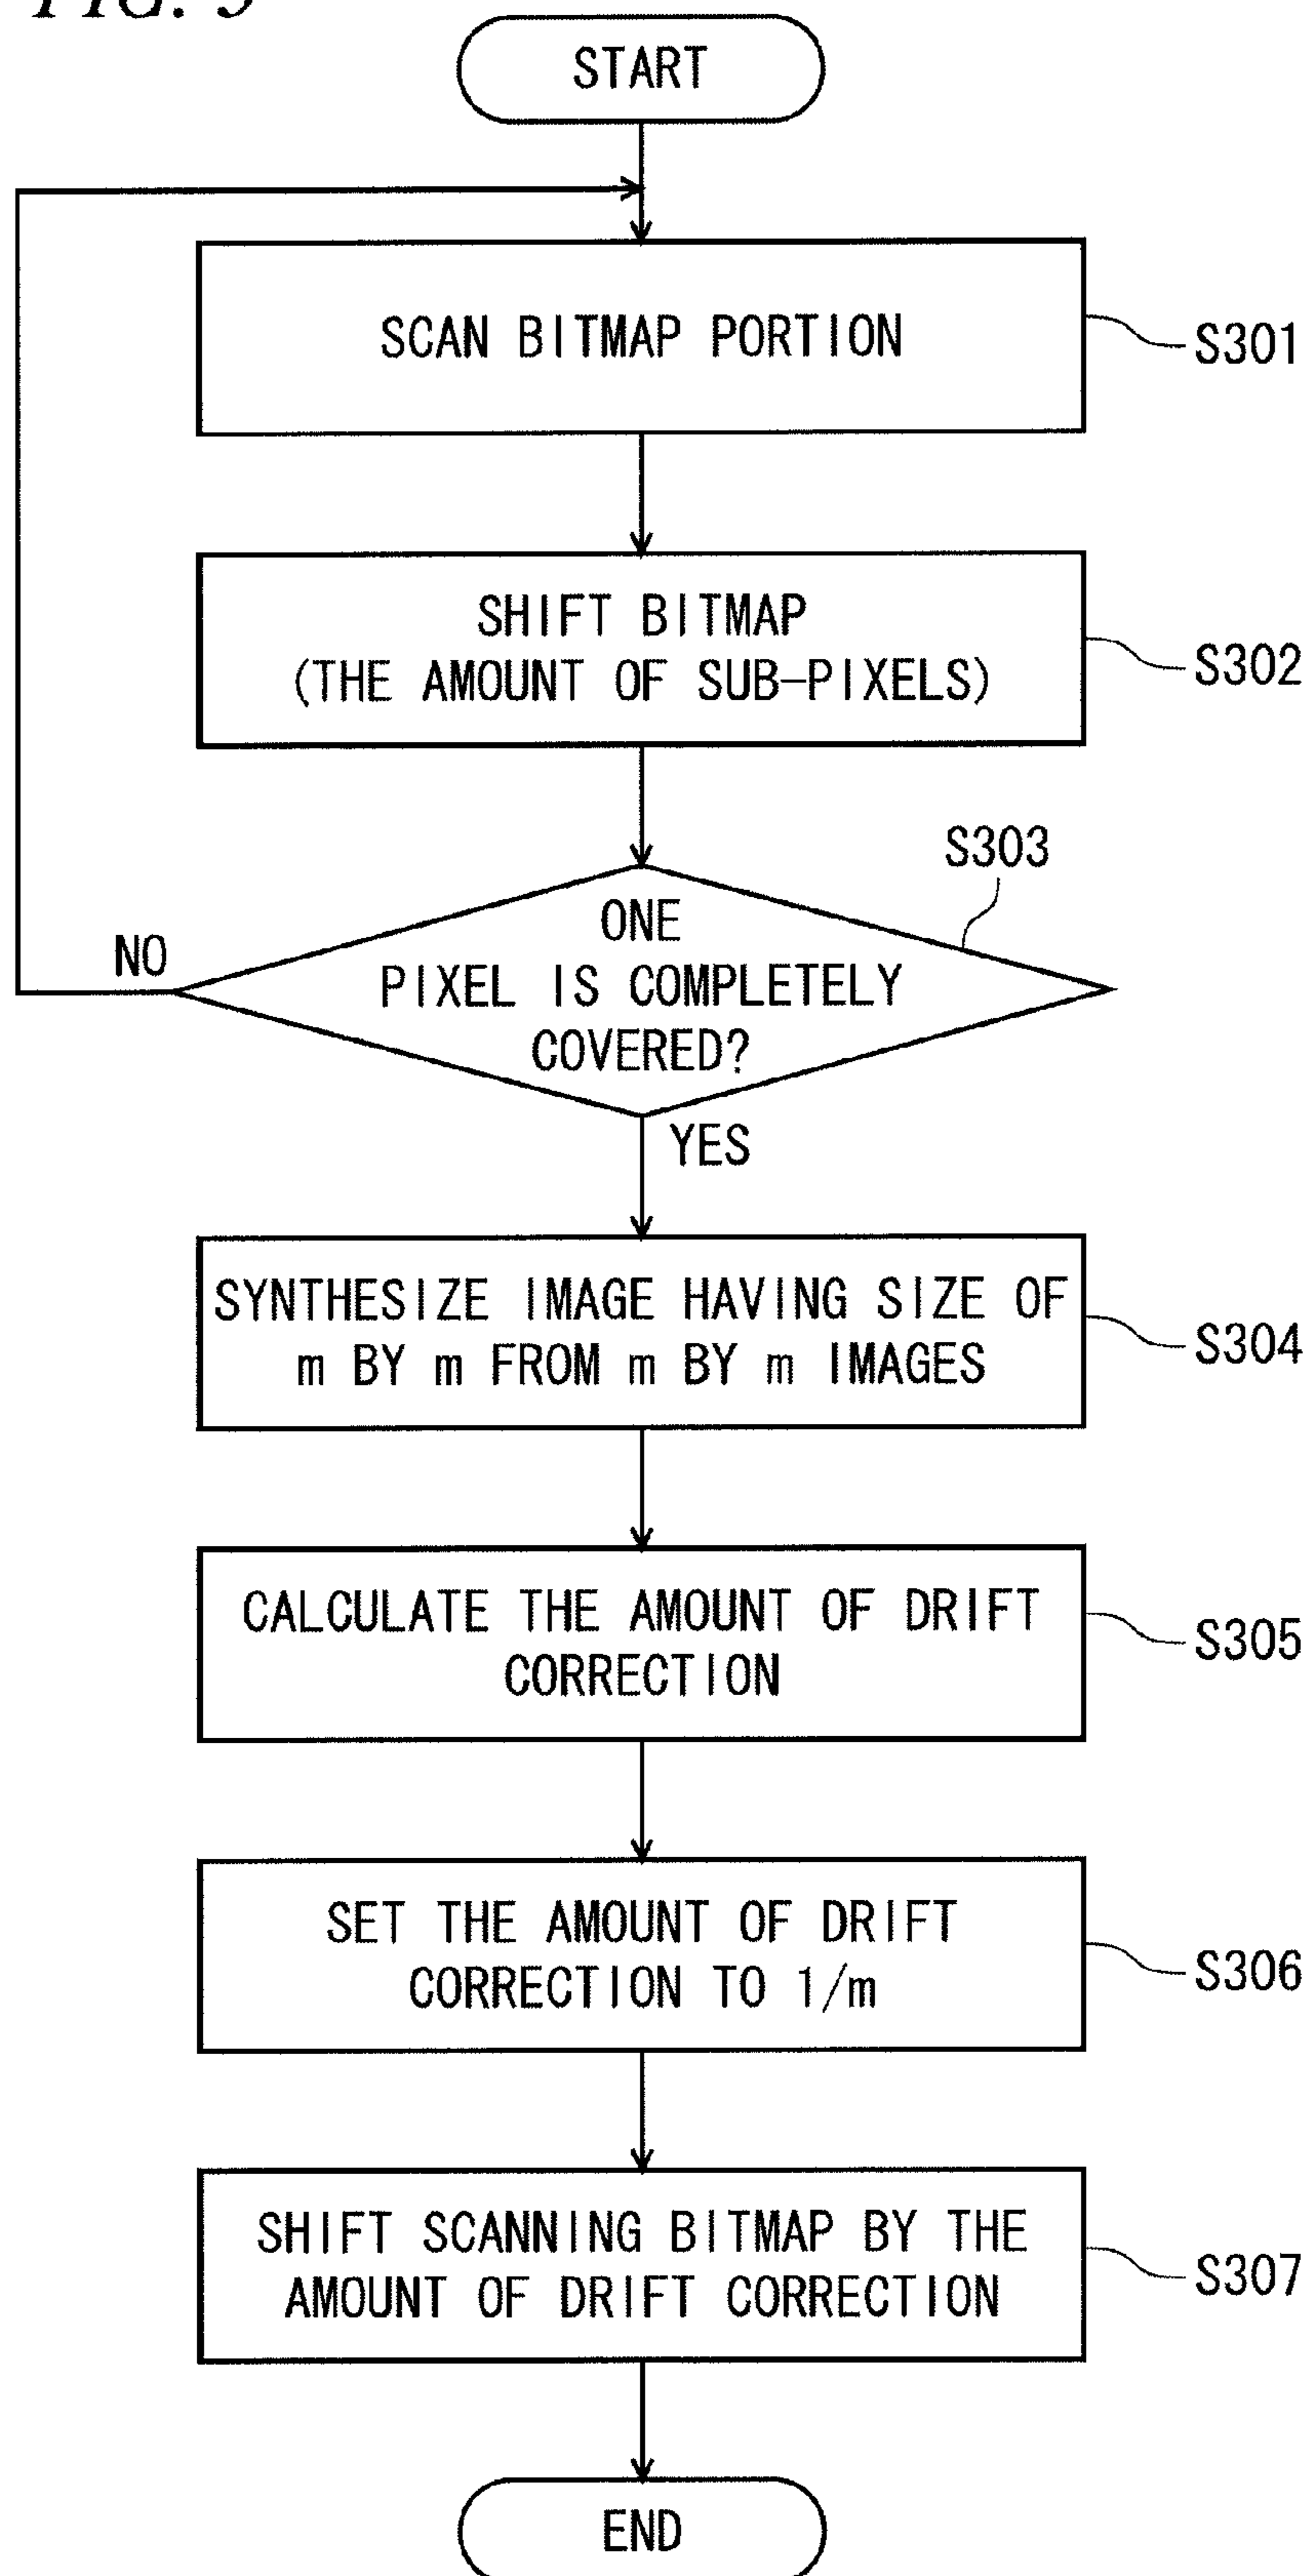 START
SCAN BITMAP PORTION
S301
SHIFT BITMAP
(THE AMOUNT OF SUB-PIXELS)
S302
S303
ONE
PIXEL IS COMPLETELY
COVERED?
NO
YES
SYNTHESIZE IMAGE HAVING SIZE OF
m BY m FROM m BY m IMAGES
S304
CALCULATE THE AMOUNT OF DRIFT
CORRECTION
S305
SET THE AMOUNT OF DRIFT
CORRECTION TO 1/m
S306
SHIFT SCANNING BITMAP BY THE
AMOUNT OF DRIFT CORRECTION
S307
END